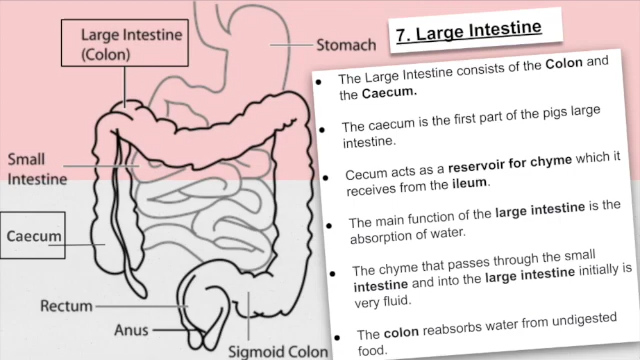 Large Intestine
(Colon)
Stomach
Small
Intestine
Caecum
Rectum
Anus
Sigmoid Colon
7. Large Intestine
The Large Intestine consists of the Colon and
the Caecum.
The caecum is the first part of the pigs large
intestine.
Cecum acts as a reservoir for chyme which it
receives from the ileum.
The main function of the large intestine is the
absorption of water.
The chyme that passes through the small
intestine and into the large intestine initially is
very fluid.
The colon reabsorbs water from undigested
food.